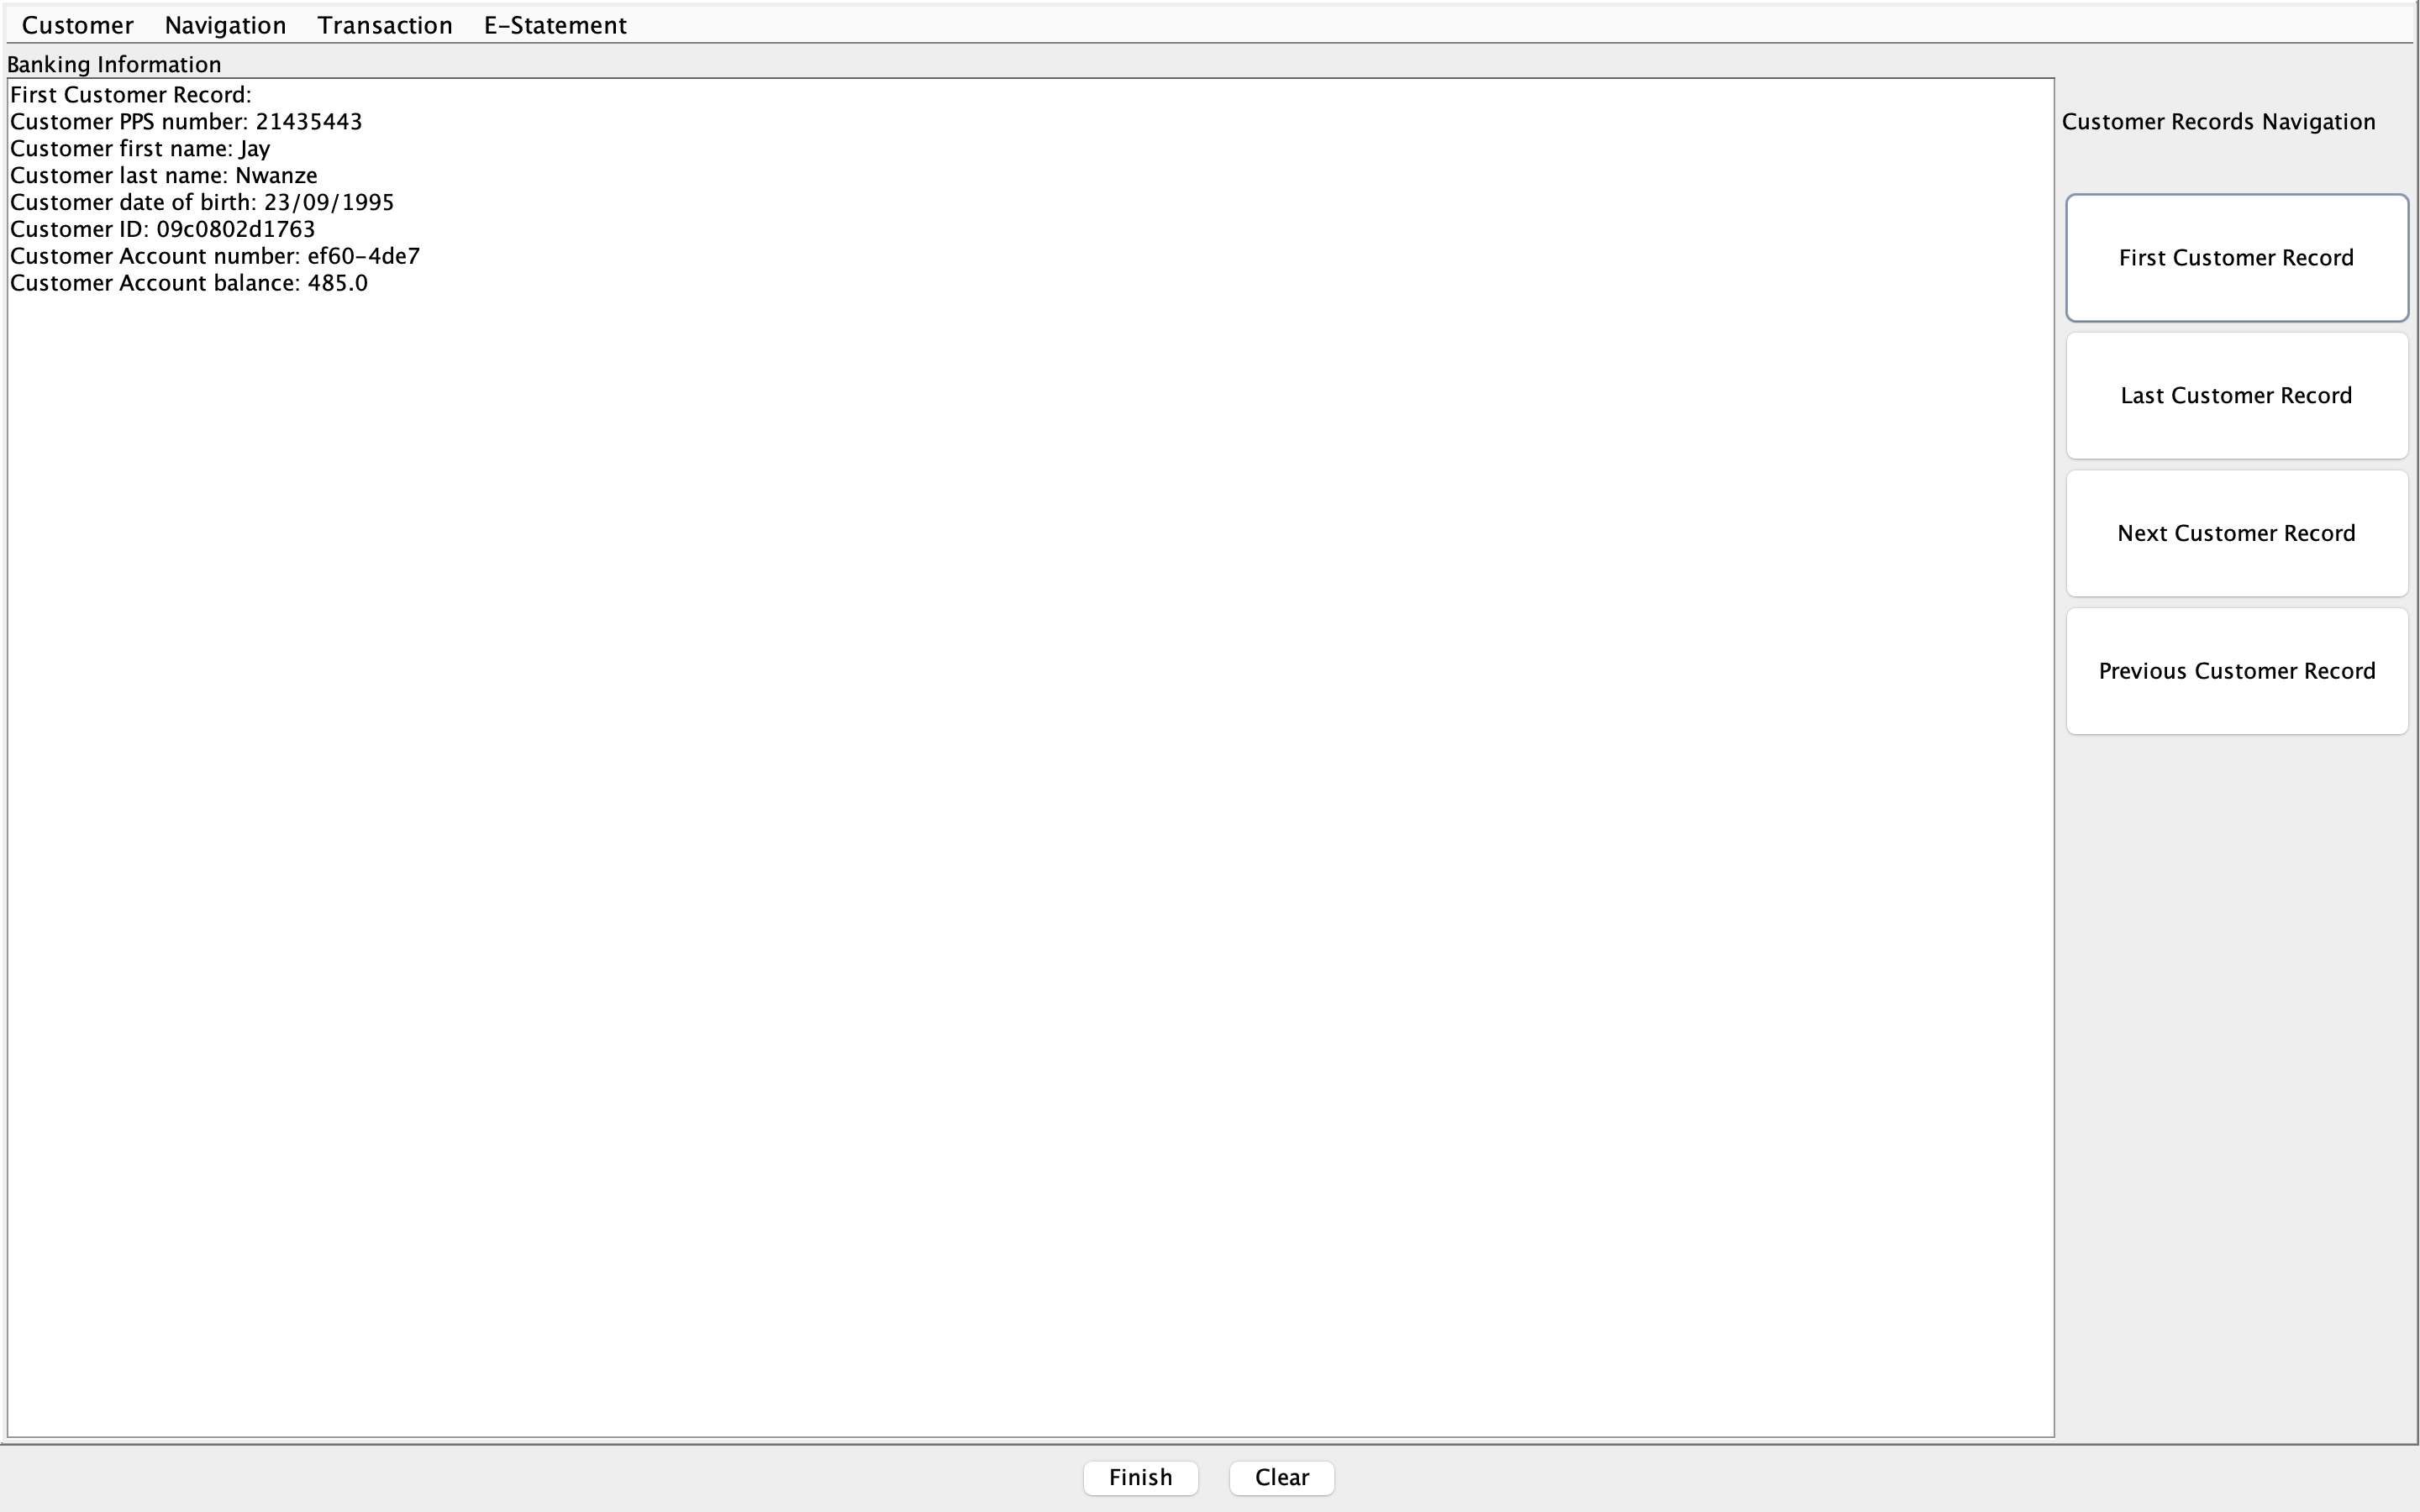 Customer Navigation Transaction E-Statement
Banking Information
First Customer Record:
Customer PPS number: 21435443
Customer first name: Jay
Customer last name: Nwanze
Customer date of birth: 23/09/1995
Customer ID: 09c0802d1763
Customer Account number: ef60-4de7
Customer Account balance: 485.0
Customer Records Navigation
First Customer Record
Last Customer Record
Next Customer Record
Previous Customer Record
Finish Clear